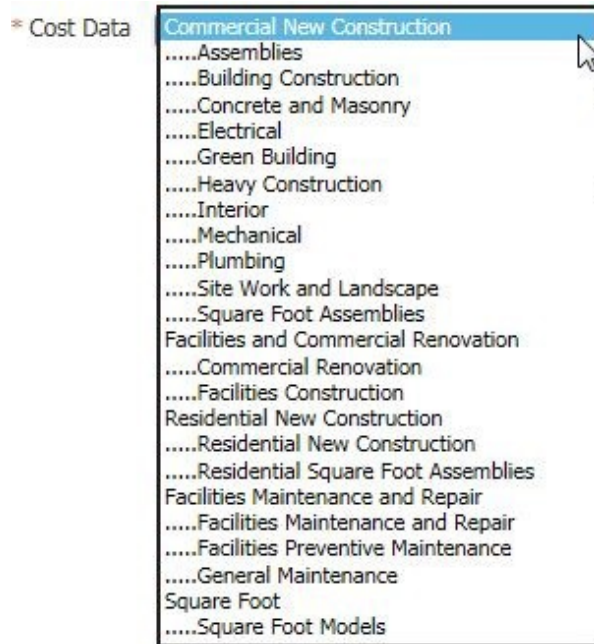 * Cost Data
Commercial New Construction
.....Assemblies
.....Building Construction
.....Concrete and Masonry
.....Electrical
.....Green Building
.....Heavy Construction
.....Interior
.....Mechanical
.....Plumbing
.....Site Work and Landscape
.....Square Foot Assemblies
Facilities and Commercial Renovation
.....Commercial Renovation
.....Facilities Construction
Residential New Construction
.....Residential New Construction
.....Residential Square Foot Assemblies
Facilities Maintenance and Repair
.....Facilities Maintenance and Repair
.....Facilities Preventive Maintenance
.....General Maintenance
Square Foot
.....Square Foot Models